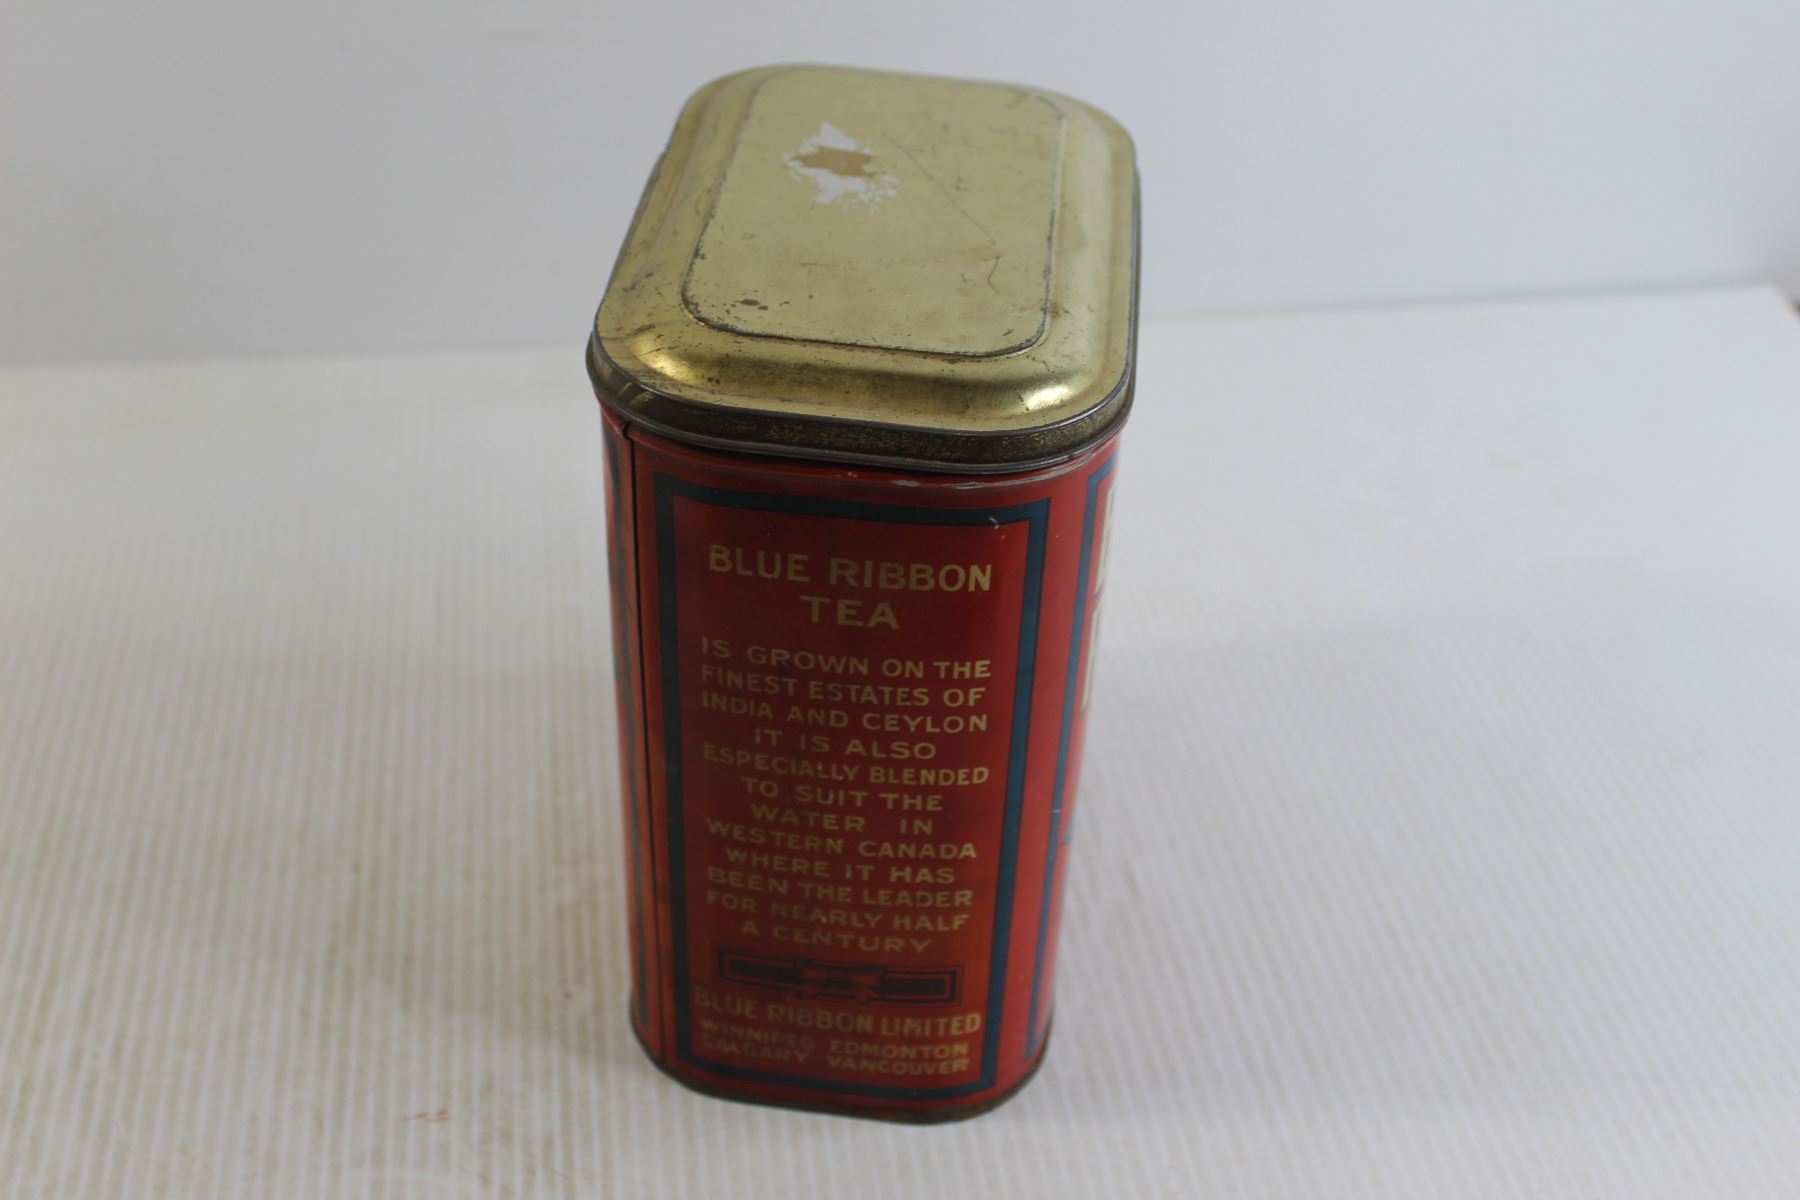 BLUE RIBBON
TEA
IS GROWN ON THE
FINEST ESTATES OF
INDIA AND CEYLON
IT IS ALSO
ESPECIALLY BLENDED
TO SUIT THE
WATER IN
WESTERN CANADA
WHERE IT HAS
BEEN THE LEADER
FOR NEARLY HALF
A CENTURY
BLUE RIBBON LIMITED
WINNIPEG EDMONTON
CALGARY VANCOUVER